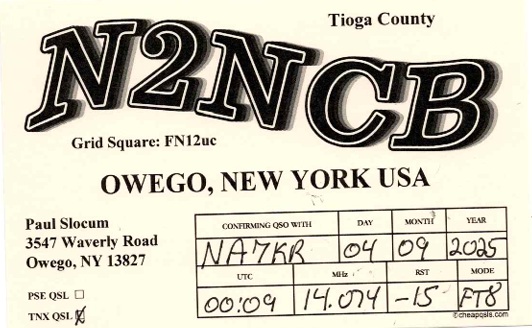 Tioga County
N2NCB
Grid Square: FN12uc
OWEGO, NEW YORK USA
Paul Slocum
3547 Waverly Road
Owego, NY 13827
CONFIRMING QSO WITH DAY MONTH YEAR
NA7KR 04 09 2025
UTC MHz RST MODE
00:09 14.074 -15 FT8
PSE QSL ☐
TNX QSL ☒
©cheapqsls.com